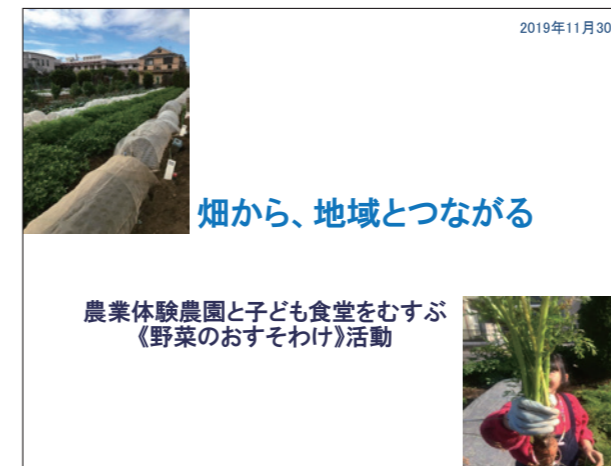 2019年11月30
畑から、地域とつながる
農業体験農園と子ども食堂をむすぶ
《野菜のおすそわけ》活動